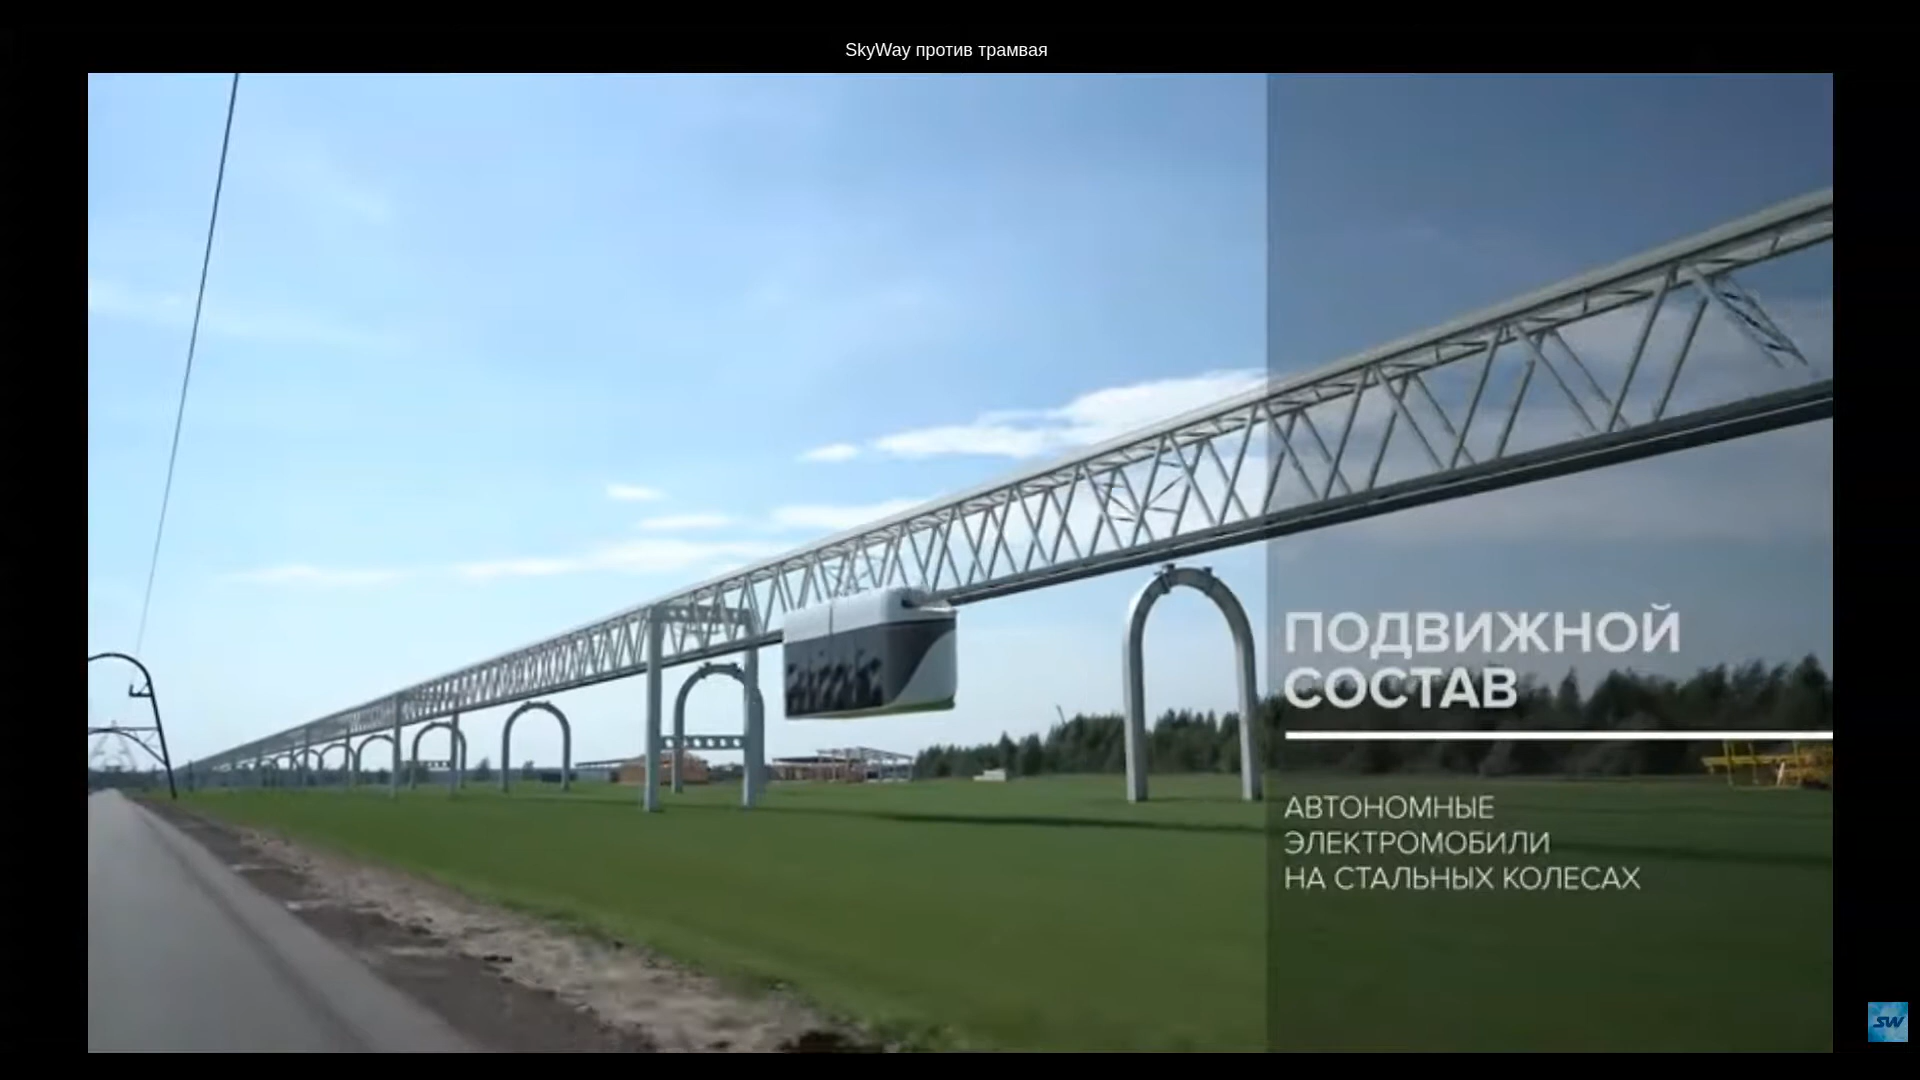 SkyWay против трамвая
ПОДВИЖНОЙ
СОСТАВ
АВТОНОМНЫЕ
ЭЛЕКТРОМОБИЛИ
НА СТАЛЬНЫХ КОЛЕСАХ
SW